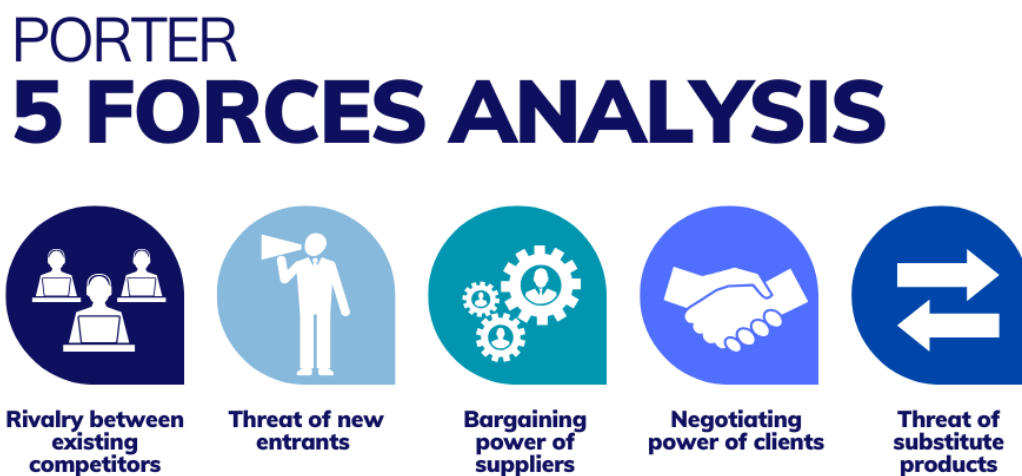 PORTER
5 FORCES ANALYSIS
Rivalry between
existing
competitors
Threat of new
entrants
Bargaining
power of
suppliers
Negotiating
power of clients
Threat of
substitute
products